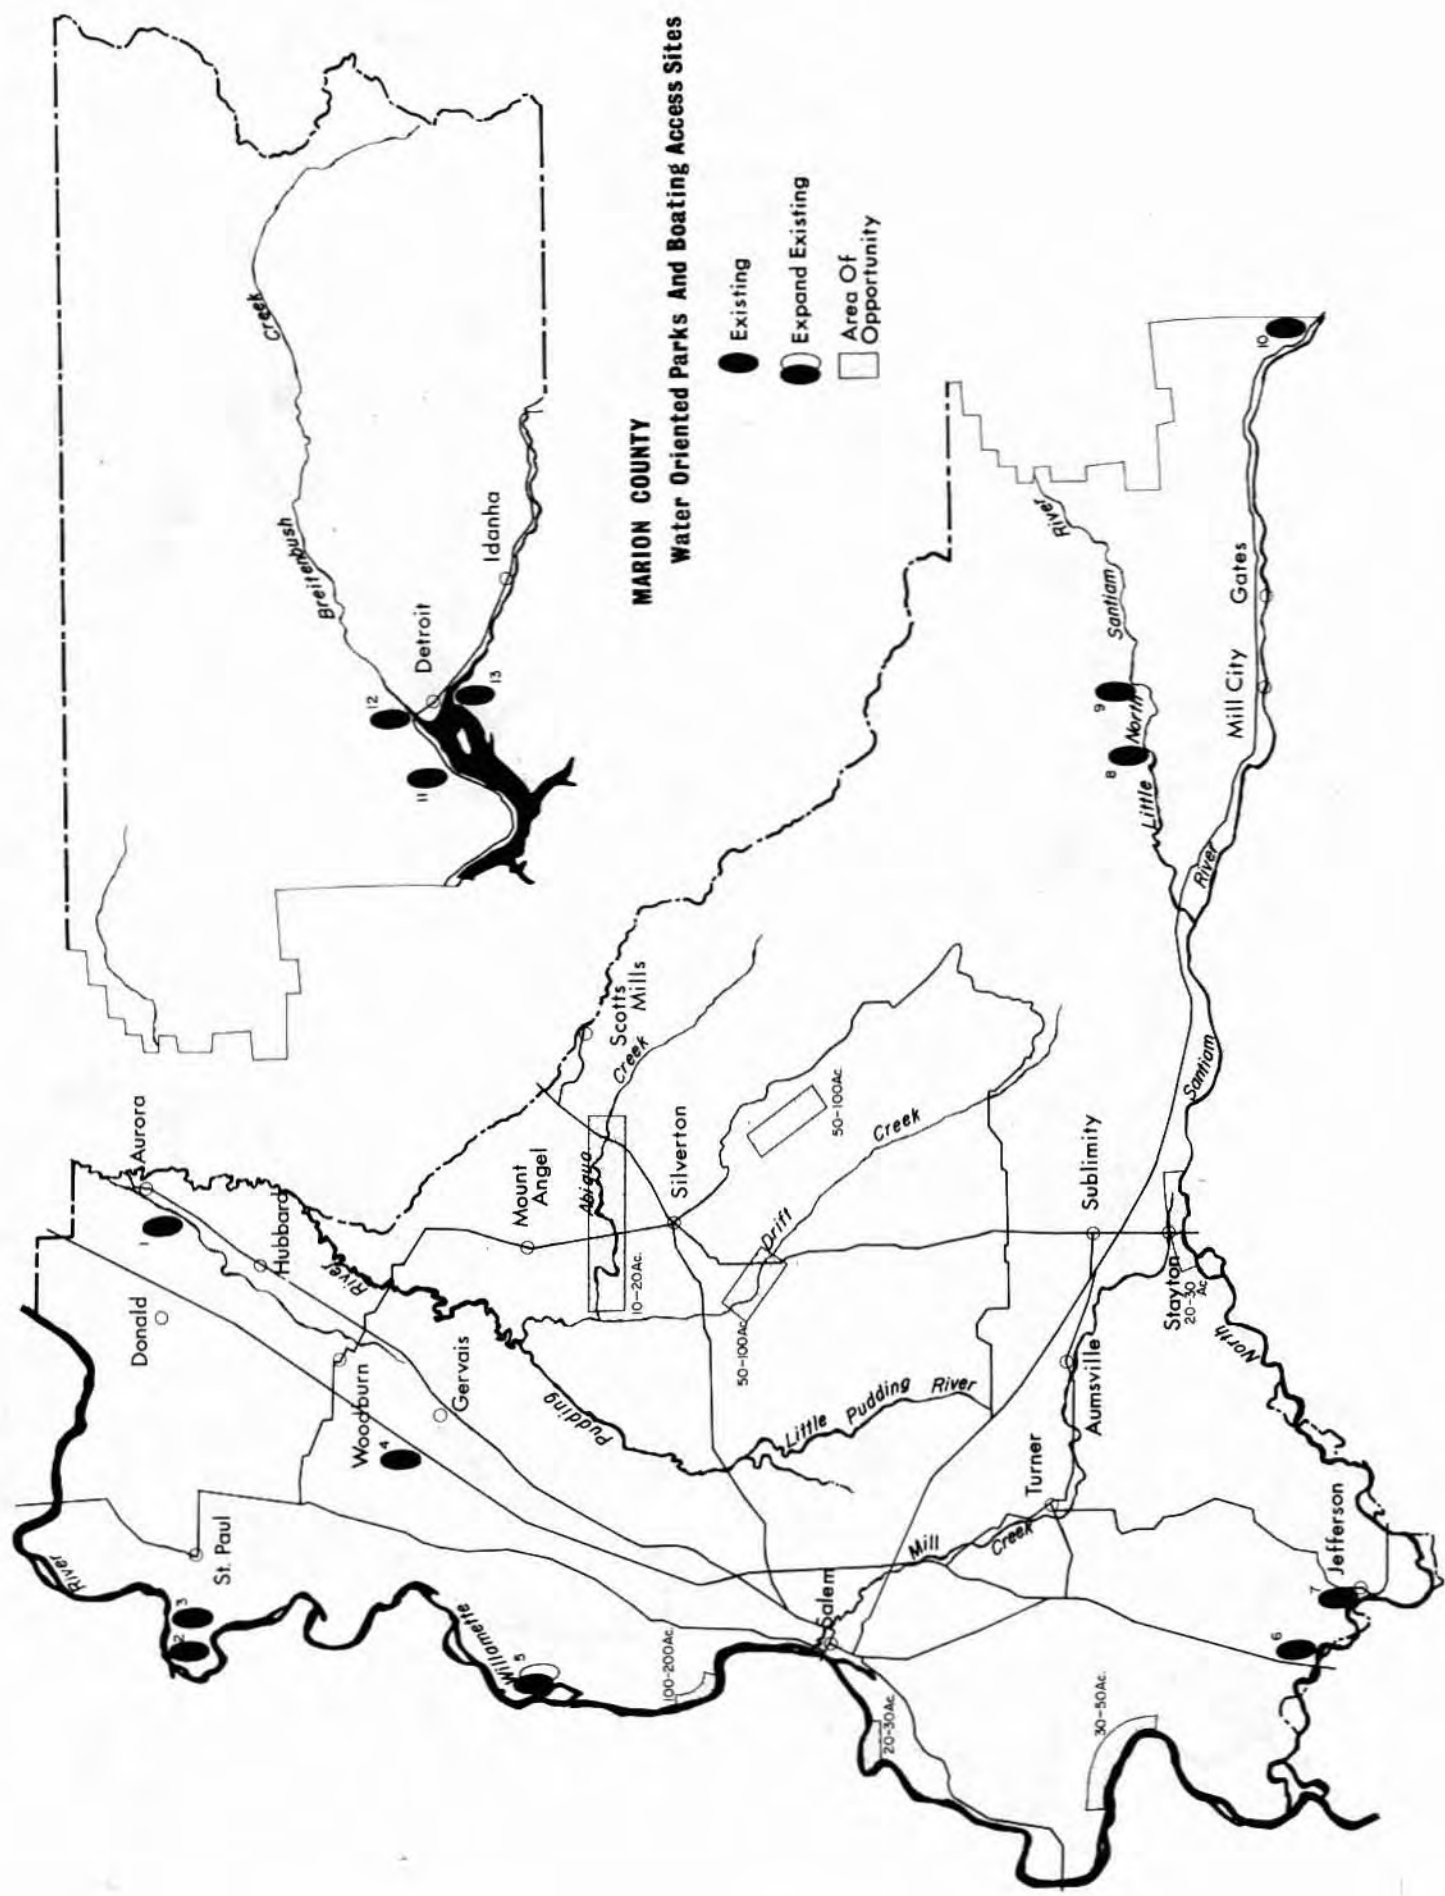 MARION COUNTY
Water Oriented Parks And Boating Access Sites
Existing
Expand Existing
Area Of
Opportunity
Creek
Breitenbush
Idanha
Detroit
12
13
11
Aurora
1
Hubbard
Donald
River
Woodburn
4
Gervais
St. Paul
River
3
2
Pudding
Willamette
5
Mount
Angel
Scotts
Mills
Creek
Abiqua
10-20Ac.
Silverton
50-100Ac.
Creek
Drift
50-100Ac.
Little Pudding River
100-200Ac.
Salem
Mill
Creek
Turner
Aumsville
Sublimity
Stayton
20-30
Ac.
North
Santiam
River
Little
North
Santiam
River
8
9
Mill City
Gates
10
20-30Ac.
30-50Ac.
6
7
Jefferson